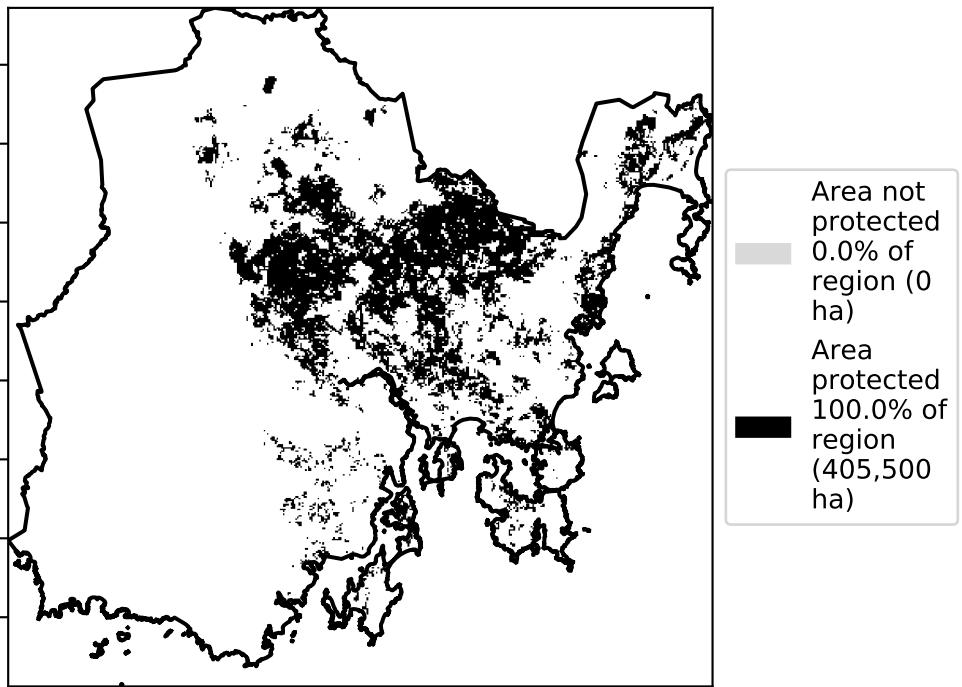 Area not
protected
0.0% of
region (0
ha)
Area
protected
100.0% of
region
(405,500
ha)